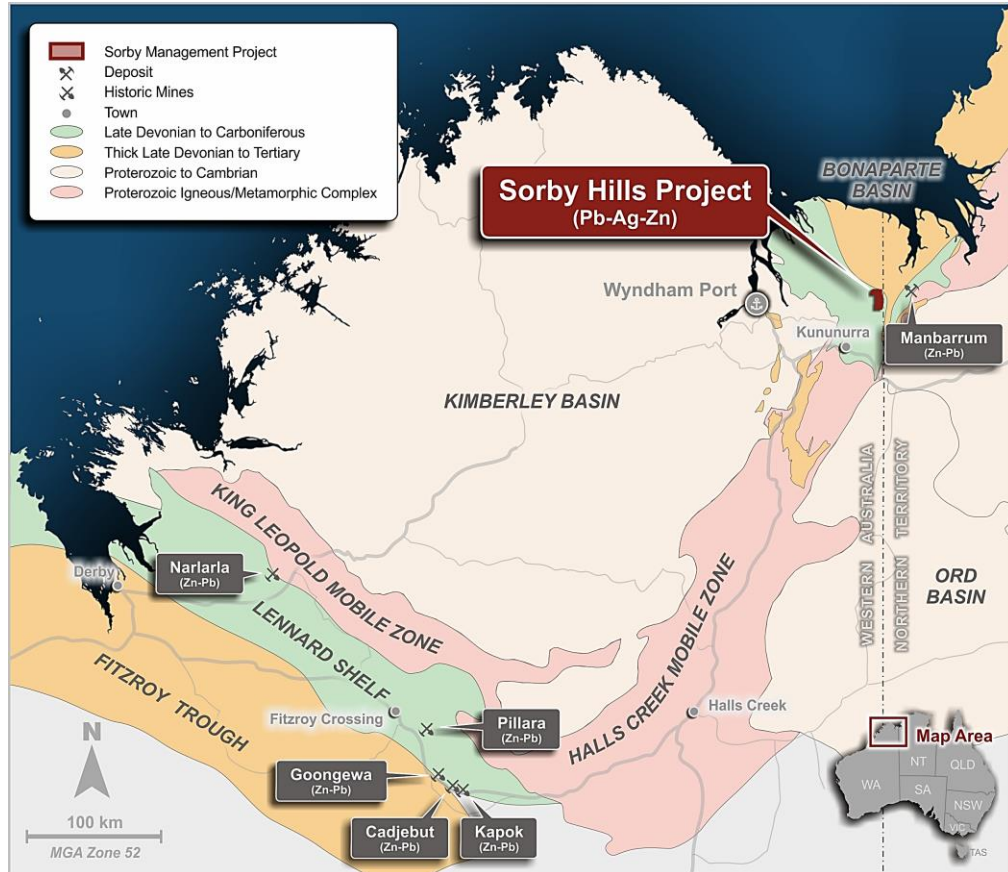 Sorby Management Project
Deposit
Historic Mines
Town
Late Devonian to Carboniferous
Thick Late Devonian to Tertiary
Proterozoic to Cambrian
Proterozoic Igneous/Metamorphic Complex
BONAPARTE
BASIN
Sorby Hills Project
(Pb-Ag-Zn)
Wyndham Port
Kununurra
Manbarrum
(Zn-Pb)
KIMBERLEY BASIN
KING LEOPOLD MOBILE ZONE
Narlarla
(Zn-Pb)
Derby
LENNARD SHELF
FITZROY TROUGH
HALLS CREEK MOBILE ZONE
WESTERN AUSTRALIA
NORTHERN TERRITORY
ORD
BASIN
Fitzroy Crossing
Pillara
(Zn-Pb)
Halls Creek
Goongewa
(Zn-Pb)
Cadjebut
(Zn-Pb)
Kapok
(Zn-Pb)
N
100 km
MGA Zone 52
Map Area
WA
NT
QLD
SA
NSW
VIC
TAS